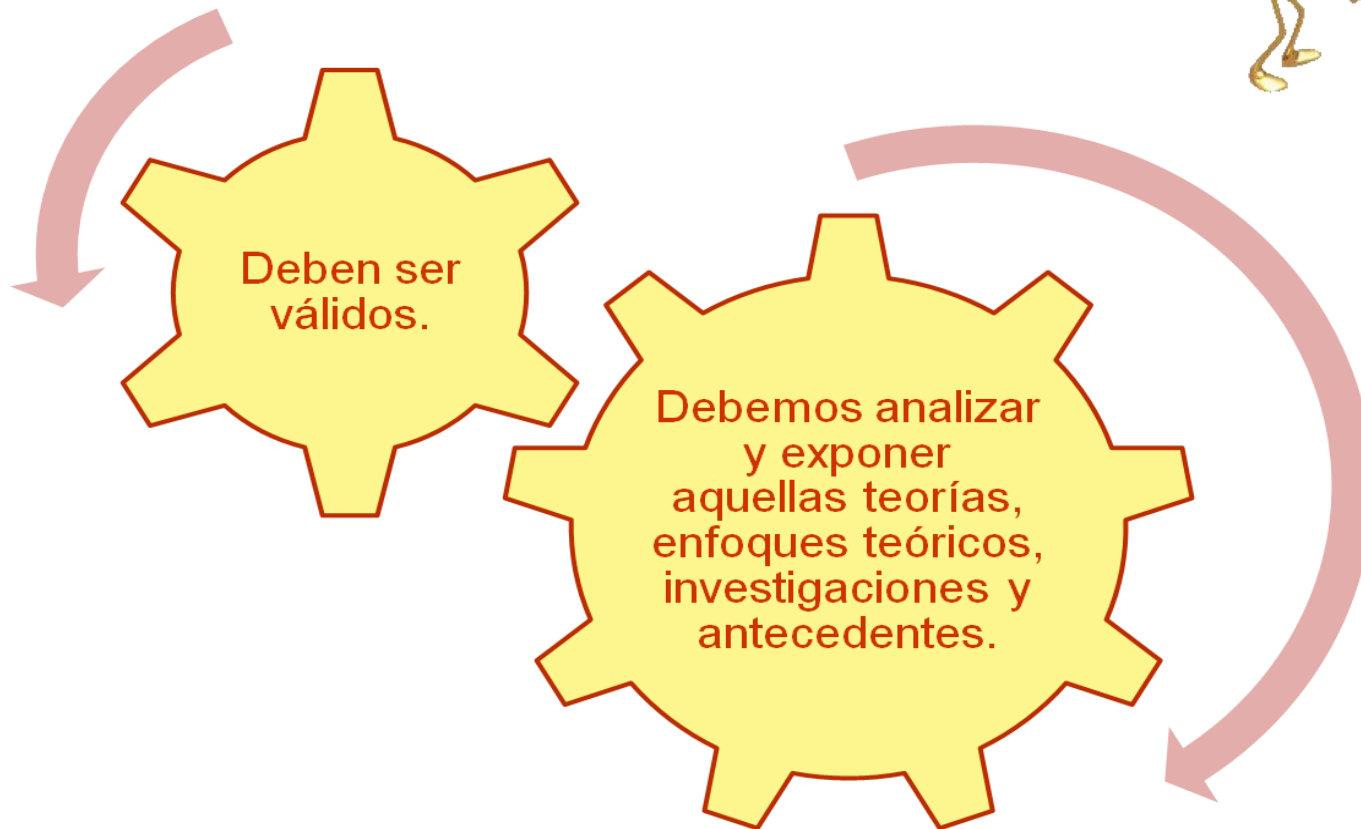 Deben ser
válidos.
Debemos analizar
y exponer
aquellas teorías,
enfoques teóricos,
investigaciones y
antecedentes.